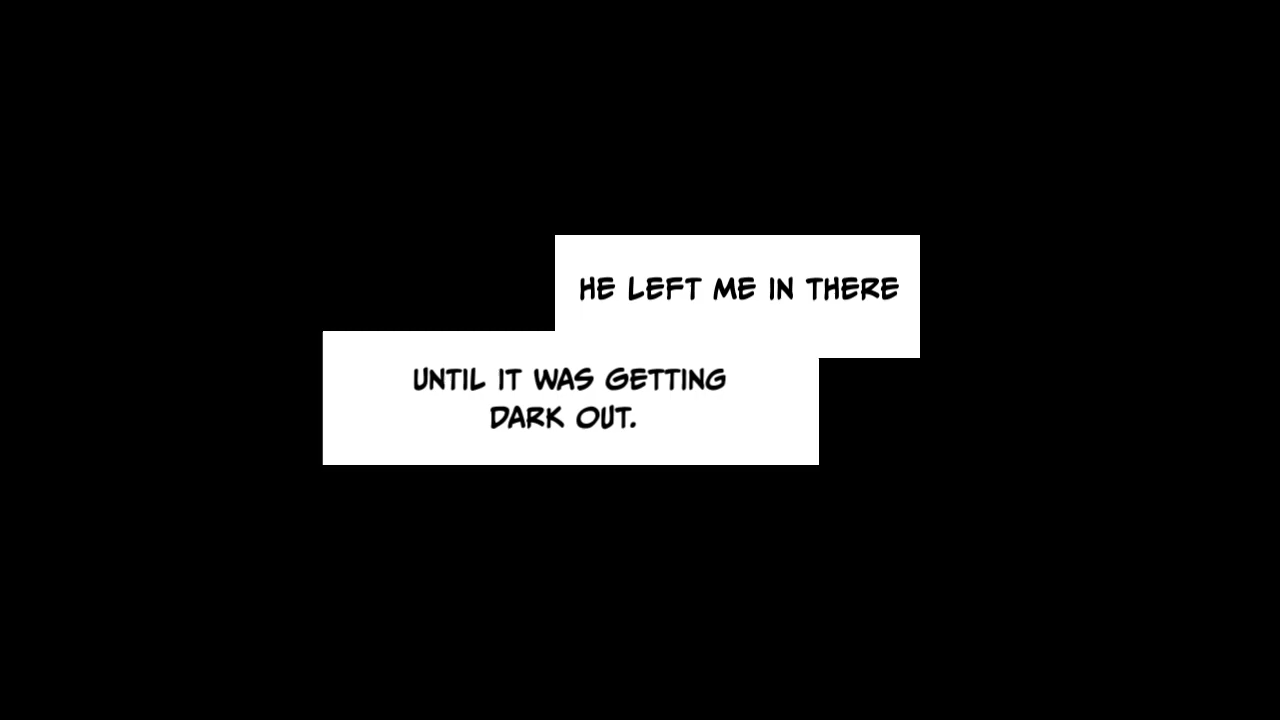 HE LEFT ME IN THERE
UNTIL IT WAS GETTING
DARK OUT.